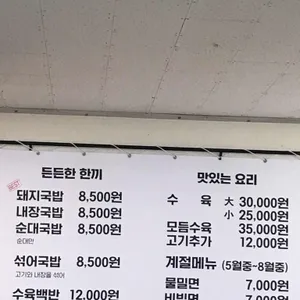 든든한 한끼
BEST
돼지국밥 8,500원
내장국밥 8,500원
순대국밥 8,500원
순대만
섞어국밥 8,500원
고기와 내장을 섞어
수육백반 12,000원
맛있는 요리
수 육 大 30,000원
小 25,000원
모듬수육 35,000원
고기추가 12,000원
계절메뉴 (5월중~8월중)
물밀면 7,000원
비빔면